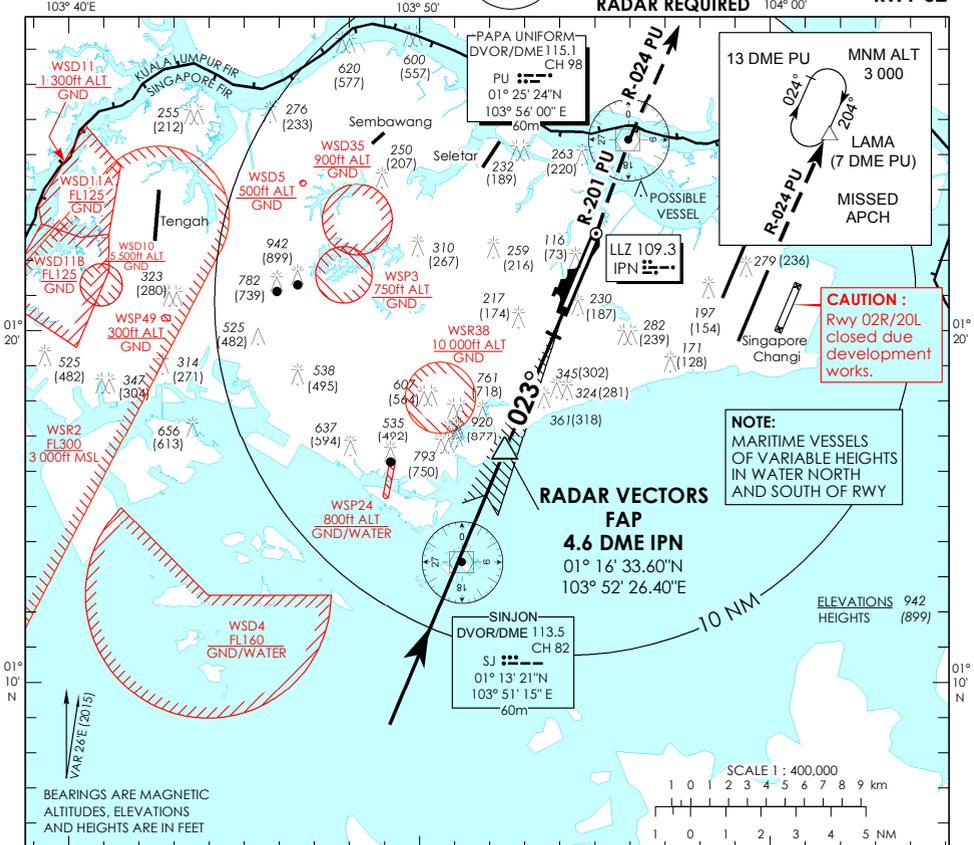 103° 40'E
103° 50'
RADAR REQUIRED
104° 00'
PAPA UNIFORM
DVOR/DME 115.1
CH 98
PU
01° 25' 24"N
103° 56' 00" E
60m
R-024 PU
13 DME PU
MNM ALT
3 000
024°
204°
LAMA
(7 DME PU)
R-024 PU
MISSED
APCH
WSD11
1 300ft ALT
GND
KUALA LUMPUR FIR
SINGAPORE FIR
620
(577)
600
(557)
255
(212)
276
(233)
Sembawang
250
(207)
Seletar
232
(189)
263
(220)
WSD35
900ft ALT
GND
WSD5
500ft ALT
GND
WSD11A
FL125
GND
Tengah
R-201 PU
POSSIBLE
VESSEL
WSD10
5 500ft ALT
GND
WSD11B
FL125
GND
323
(280)
942
(899)
782
(739)
310
(267)
259
(216)
116
(73)
LLZ 109.3
IPN
279 (236)
WSP3
750ft ALT
GND
217
(174)
230
(187)
197
(154)
CAUTION :
Rwy 02R/20L
closed due
development
works.
WSP49
300ft ALT
GND
525
(482)
282
(239)
171
(128)
Singapore
Changi
01°
20'
01°
20'
WSR38
10 000ft ALT
GND
525
(482)
347
(304)
314
(271)
538
(495)
607
(564)
761
(718)
345(302)
324 (281)
361(318)
023°
WSR2
FL300
3 000ft MSL
656
(613)
637
(594)
535
(492)
920
(877)
793
(750)
NOTE:
MARITIME VESSELS
OF VARIABLE HEIGHTS
IN WATER NORTH
AND SOUTH OF RWY
WSP24
800ft ALT
GND/WATER
RADAR VECTORS
FAP
4.6 DME IPN
01° 16' 33.60"N
103° 52' 26.40"E
10 NM
ELEVATIONS 942
HEIGHTS (899)
WSD4
FL160
GND/WATER
SINJON
DVOR/DME 113.5
CH 82
SJ
01° 13' 21"N
103° 51' 15" E
60m
01°
10'
N
01°
10'
N
VAR 26'E (2015)
BEARINGS ARE MAGNETIC
ALTITUDES, ELEVATIONS
AND HEIGHTS ARE IN FEET
SCALE 1 : 400,000
1 0 1 2 3 4 5 6 7 8 9 km
1 0 1 2 3 4 5 NM